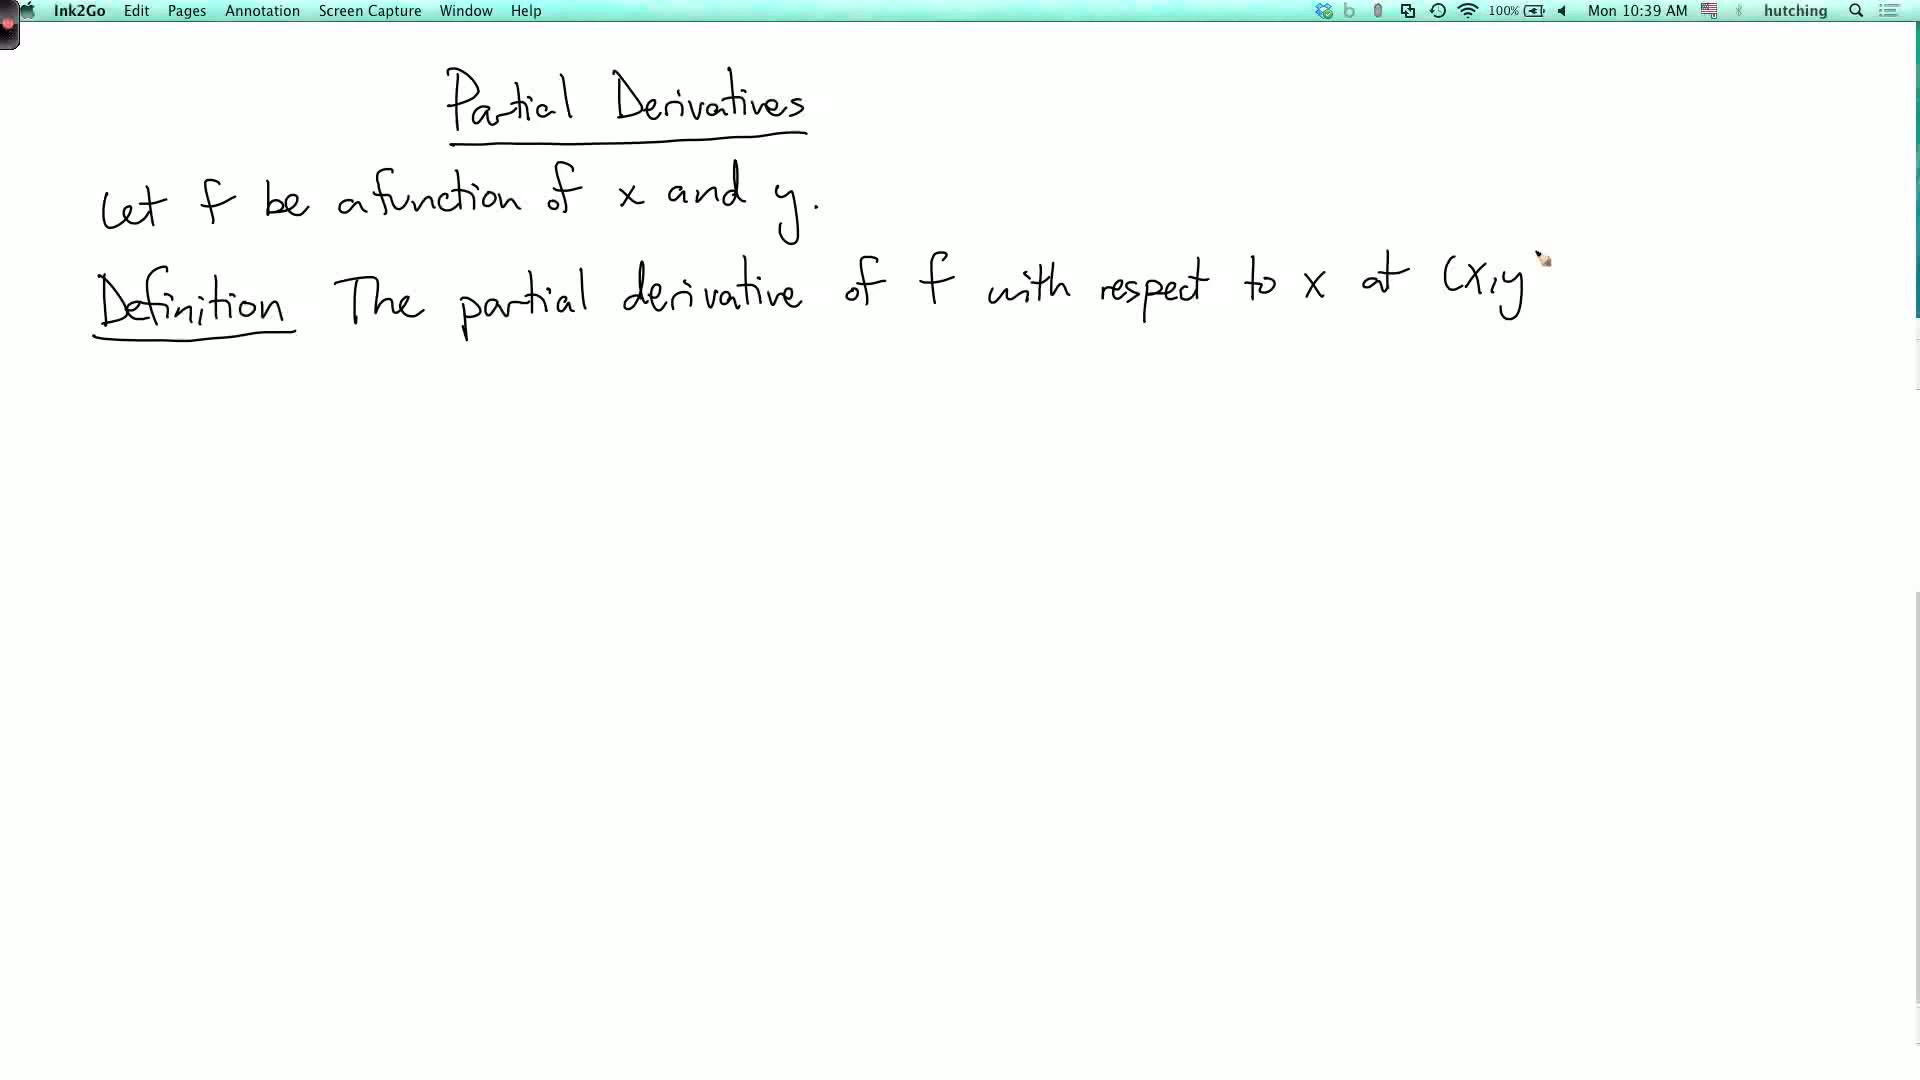 Ink2Go Edit Pages Annotation Screen Capture Window Help 100% Mon 10:39 AM hutching
Partial Derivatives
Let f be a function of x and y.
Definition The partial derivative of f with respect to x at (x,y